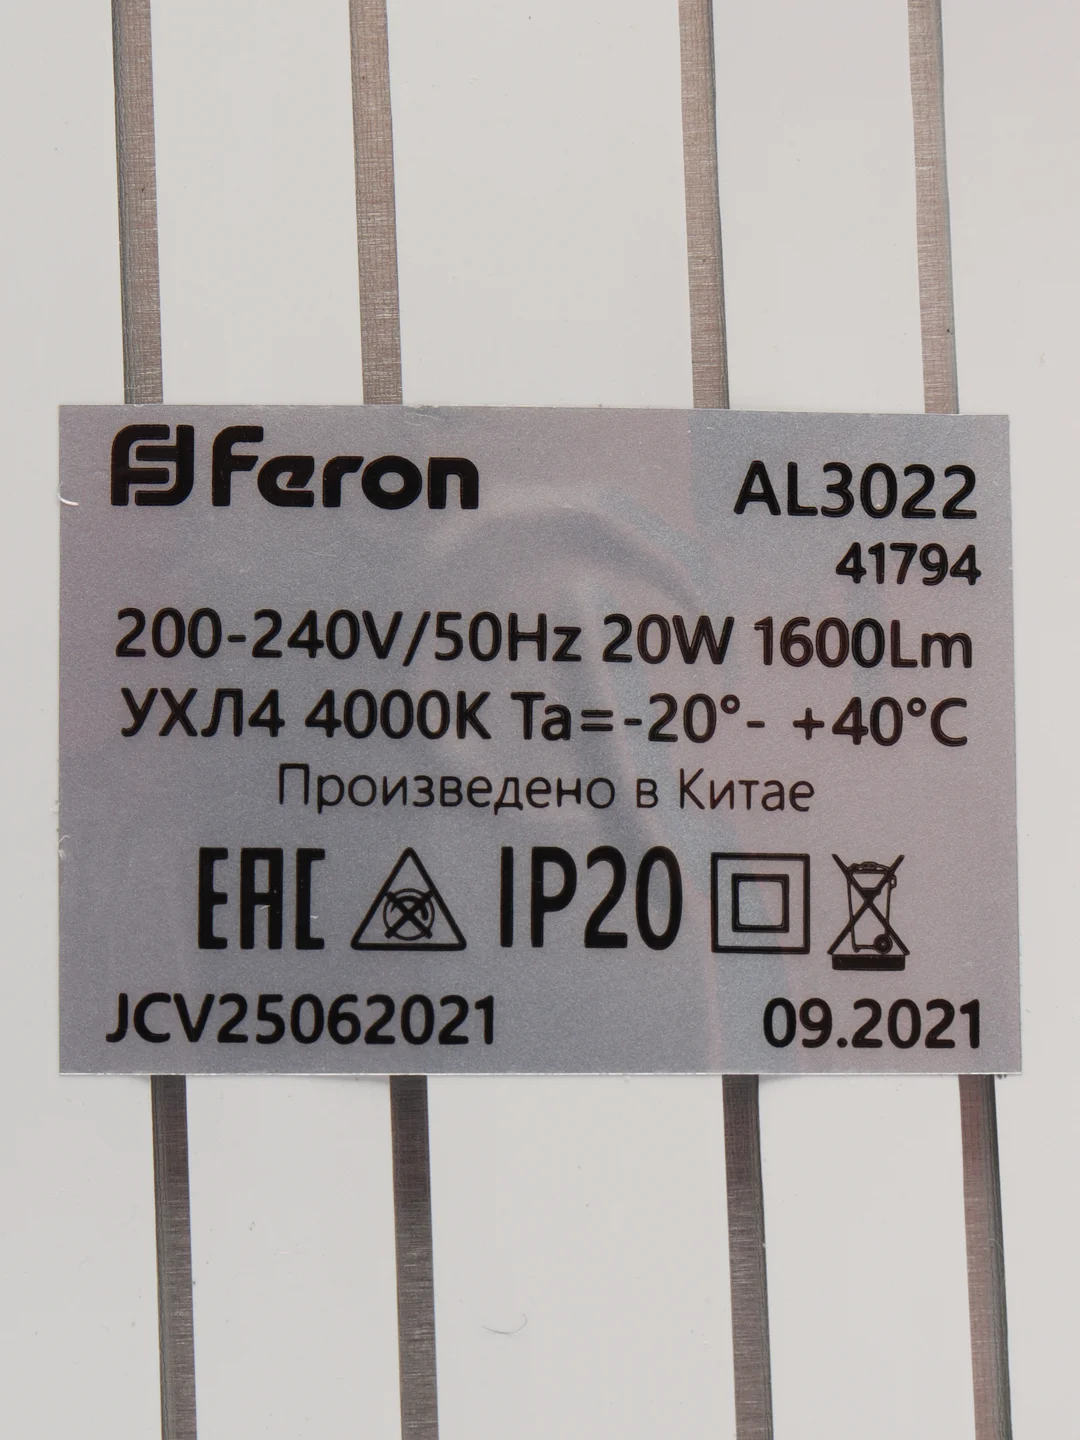 Feron
AL3022
41794
200-240V/50Hz 20W 1600Lm
УХЛ4 4000K Ta=-20°- +40°C
Произведено в Китае
EAC IP20
JCV25062021 09.2021